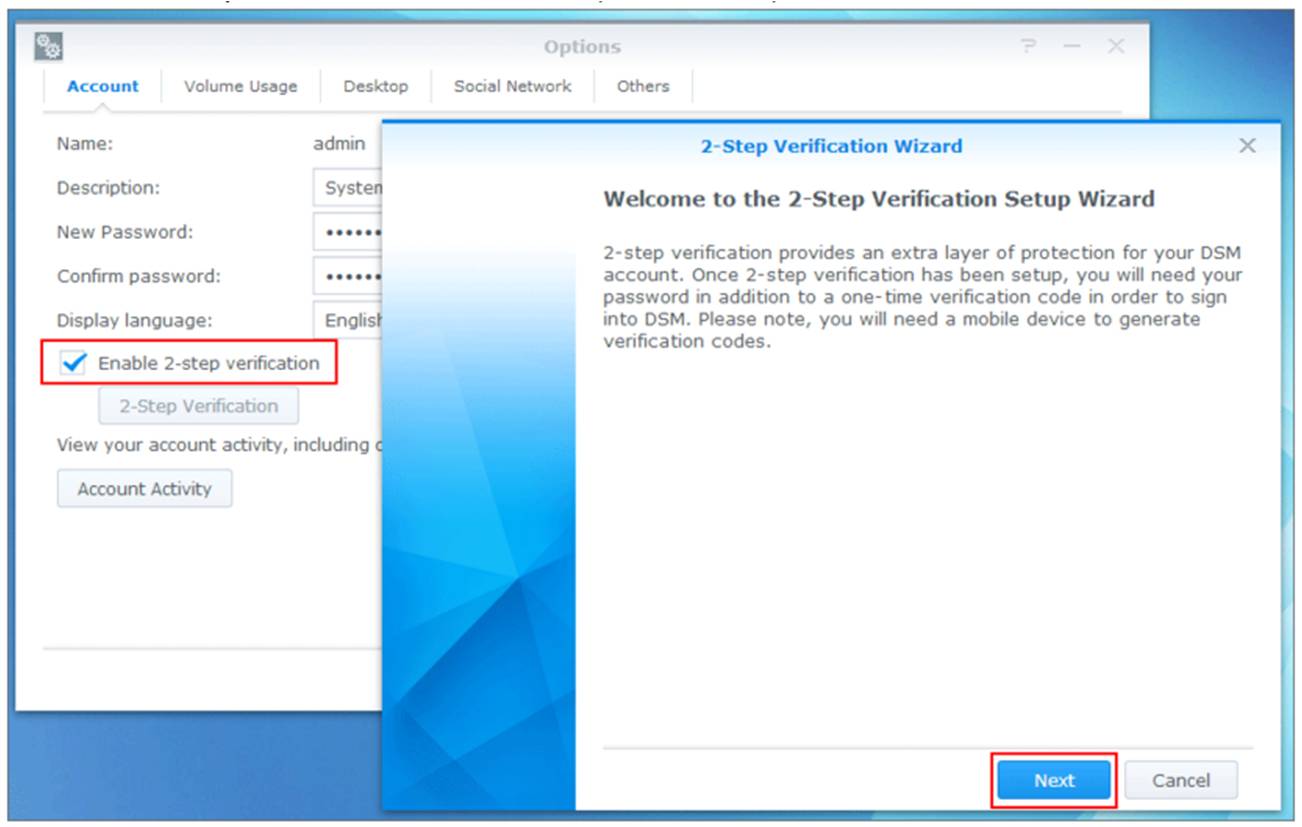 Options
Account Volume Usage Desktop Social Network Others
Name: admin
Description: System
New Password: ••••••
Confirm password: ••••••
Display language: English
Enable 2-step verification
2-Step Verification
View your account activity, including
Account Activity
2-Step Verification Wizard
Welcome to the 2-Step Verification Setup Wizard
2-step verification provides an extra layer of protection for your DSM
account. Once 2-step verification has been setup, you will need your
password in addition to a one-time verification code in order to sign
into DSM. Please note, you will need a mobile device to generate
verification codes.
Next Cancel